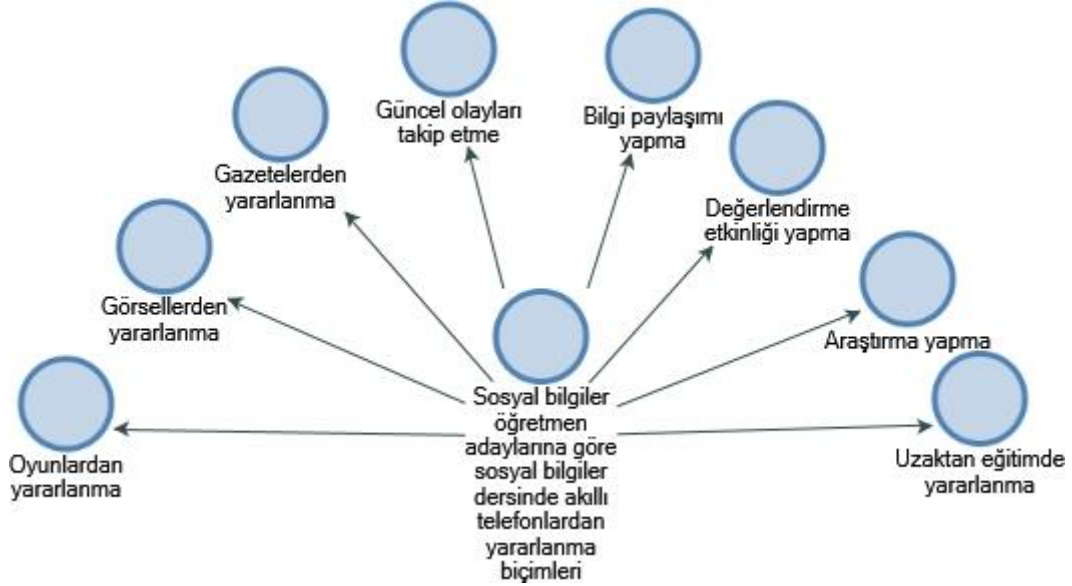 Güncel olayları
takip etme
Bilgi paylaşımı
yapma
Gazetelerden
yararlanma
Değerlendirme
etkinliği yapma
Görsellerden
yararlanma
Araştırma yapma
Oyunlardan
yararlanma
Uzaktan eğitimde
yararlanma
Sosyal bilgiler
öğretmen
adaylarına göre
sosyal bilgiler
dersinde akıllı
telefonlardan
yararlanma
biçimleri